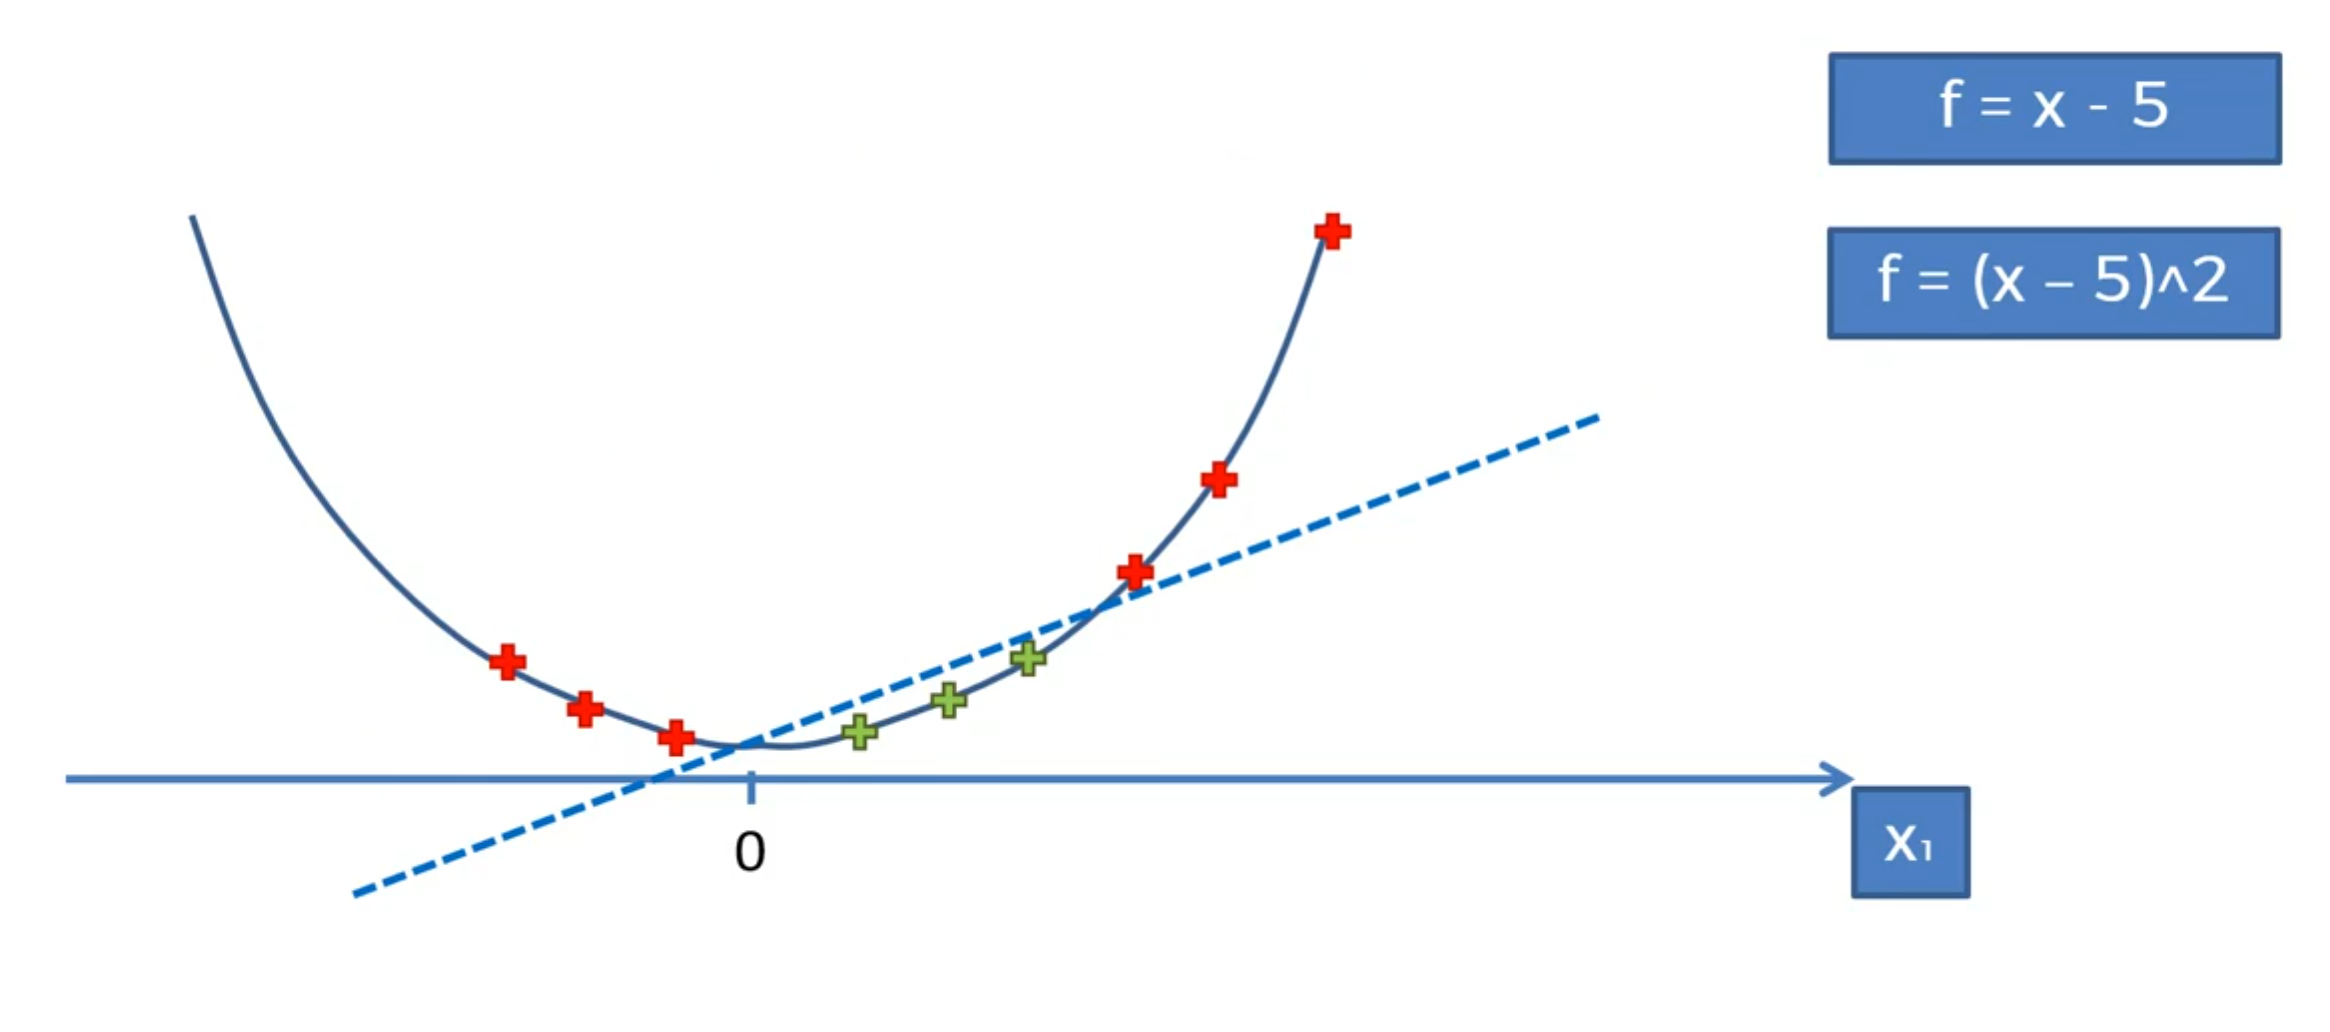 f = x - 5
f = (x – 5)^2
0
x₁